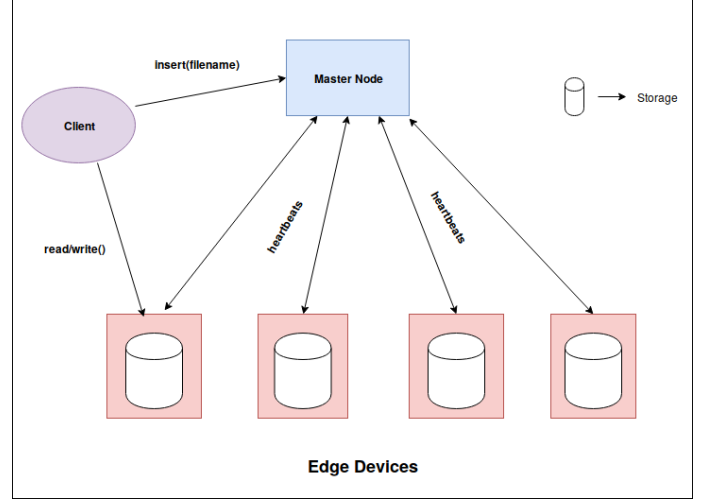 insert(filename)
Master Node
Client
Storage
heartbeats
heartbeats
read/write()
Edge Devices